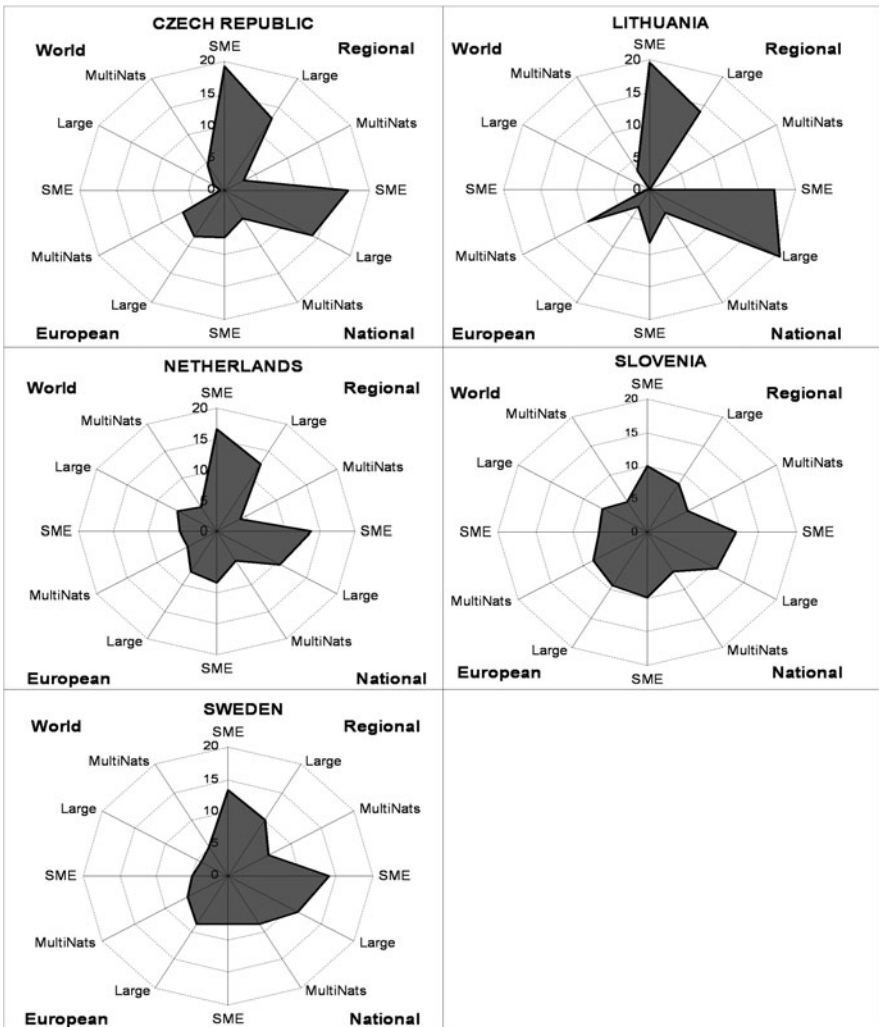 CZECH REPUBLIC
World
SME
Regional
MultiNats
20
Large
15
Large
10
MultiNats
5
SME
0
SME
MultiNats
Large
Large
MultiNats
European
SME
National
LITHUANIA
World
SME
Regional
MultiNats
20
Large
15
Large
10
MultiNats
5
SME
0
SME
MultiNats
Large
Large
MultiNats
European
SME
National
NETHERLANDS
World
SME
Regional
MultiNats
20
Large
15
Large
10
MultiNats
5
SME
0
SME
MultiNats
Large
Large
MultiNats
European
SME
National
SLOVENIA
World
SME
Regional
MultiNats
20
Large
15
Large
10
MultiNats
5
SME
0
SME
MultiNats
Large
Large
MultiNats
European
SME
National
SWEDEN
World
SME
Regional
MultiNats
20
Large
15
Large
10
MultiNats
5
SME
0
SME
MultiNats
Large
Large
MultiNats
European
SME
National